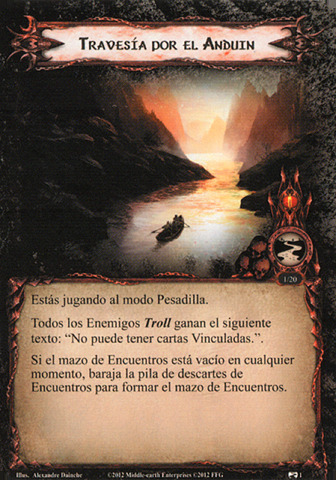 Travesía por el Anduin
1/20
Estás jugando al modo Pesadilla.
Todos los Enemigos Troll ganan el siguiente
texto: “No puede tener cartas Vinculadas.”.
Si el mazo de Encuentros está vacío en cualquier
momento, baraja la pila de descartes de
Encuentros para formar el mazo de Encuentros.
Illus. Alexandre Dainche ©2012 Middle-earth Enterprises ©2012 FFG 1